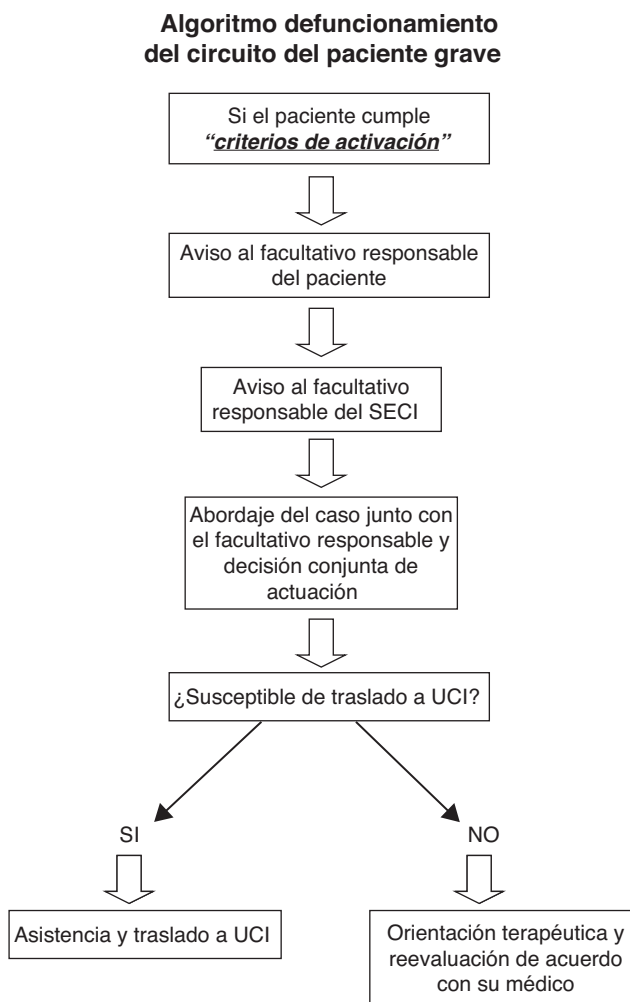 Algoritmo defuncionamiento
del circuito del paciente grave
Si el paciente cumple
“criterios de activación”
Aviso al facultativo responsable
del paciente
Aviso al facultativo
responsable del SECI
Abordaje del caso junto con
el facultativo responsable y
decisión conjunta de
actuación
¿Susceptible de traslado a UCI?
SI
NO
Asistencia y traslado a UCI
Orientación terapéutica y
reevaluación de acuerdo
con su médico